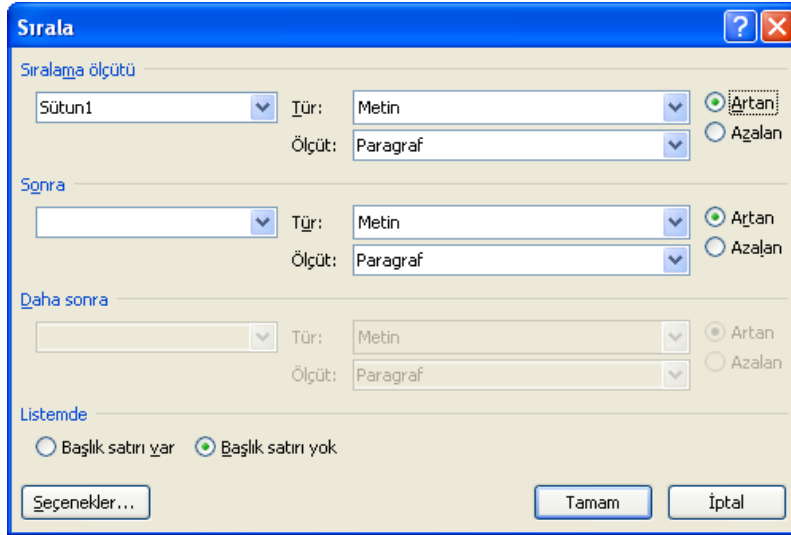 Sırala
Sıralama ölçütü
Sütun1 Tür: Metin Artan
Azalan
Ölçüt: Paragraf
Sonra
Tür: Metin Artan
Azalan
Ölçüt: Paragraf
Daha sonra
Tür: Metin Artan
Azalan
Ölçüt: Paragraf
Listemde
Başlık satırı var Başlık satırı yok
Seçenekler... Tamam İptal